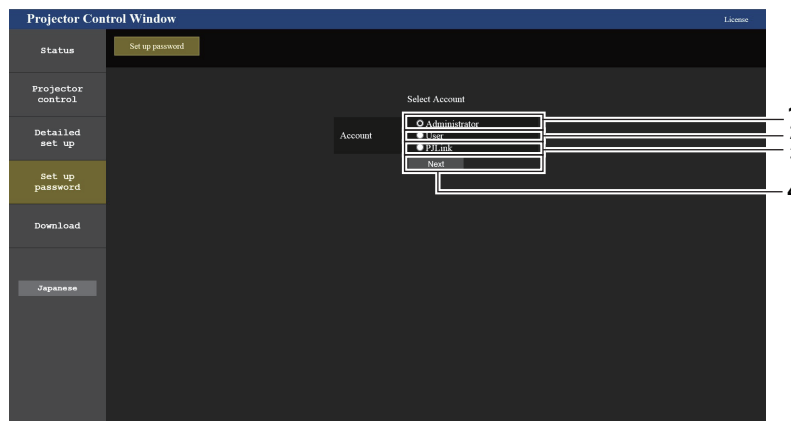 Projector Control Window
License
Status
Set up password
Projector
control
Select Account
Account
Administrator
User
PJLink
Next
Detailed
set up
Set up
password
Download
Japanese